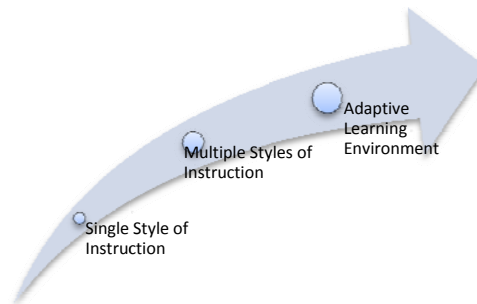 Adaptive
Learning
Environment
Multiple Styles of
Instruction
Single Style of
Instruction